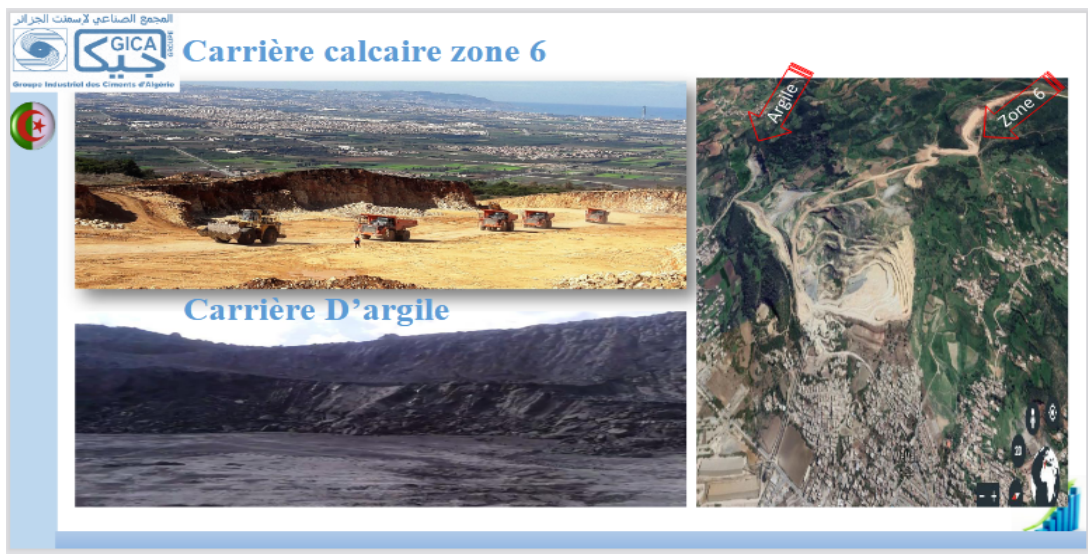 المجمع الصناعي لإسمنت الجزائر
GICA
جيكا
GROUPE
Groupe Industriel des Ciments d'Algérie
Carrière calcaire zone 6
Argile
Zone 6
Carrière D'argile
2D